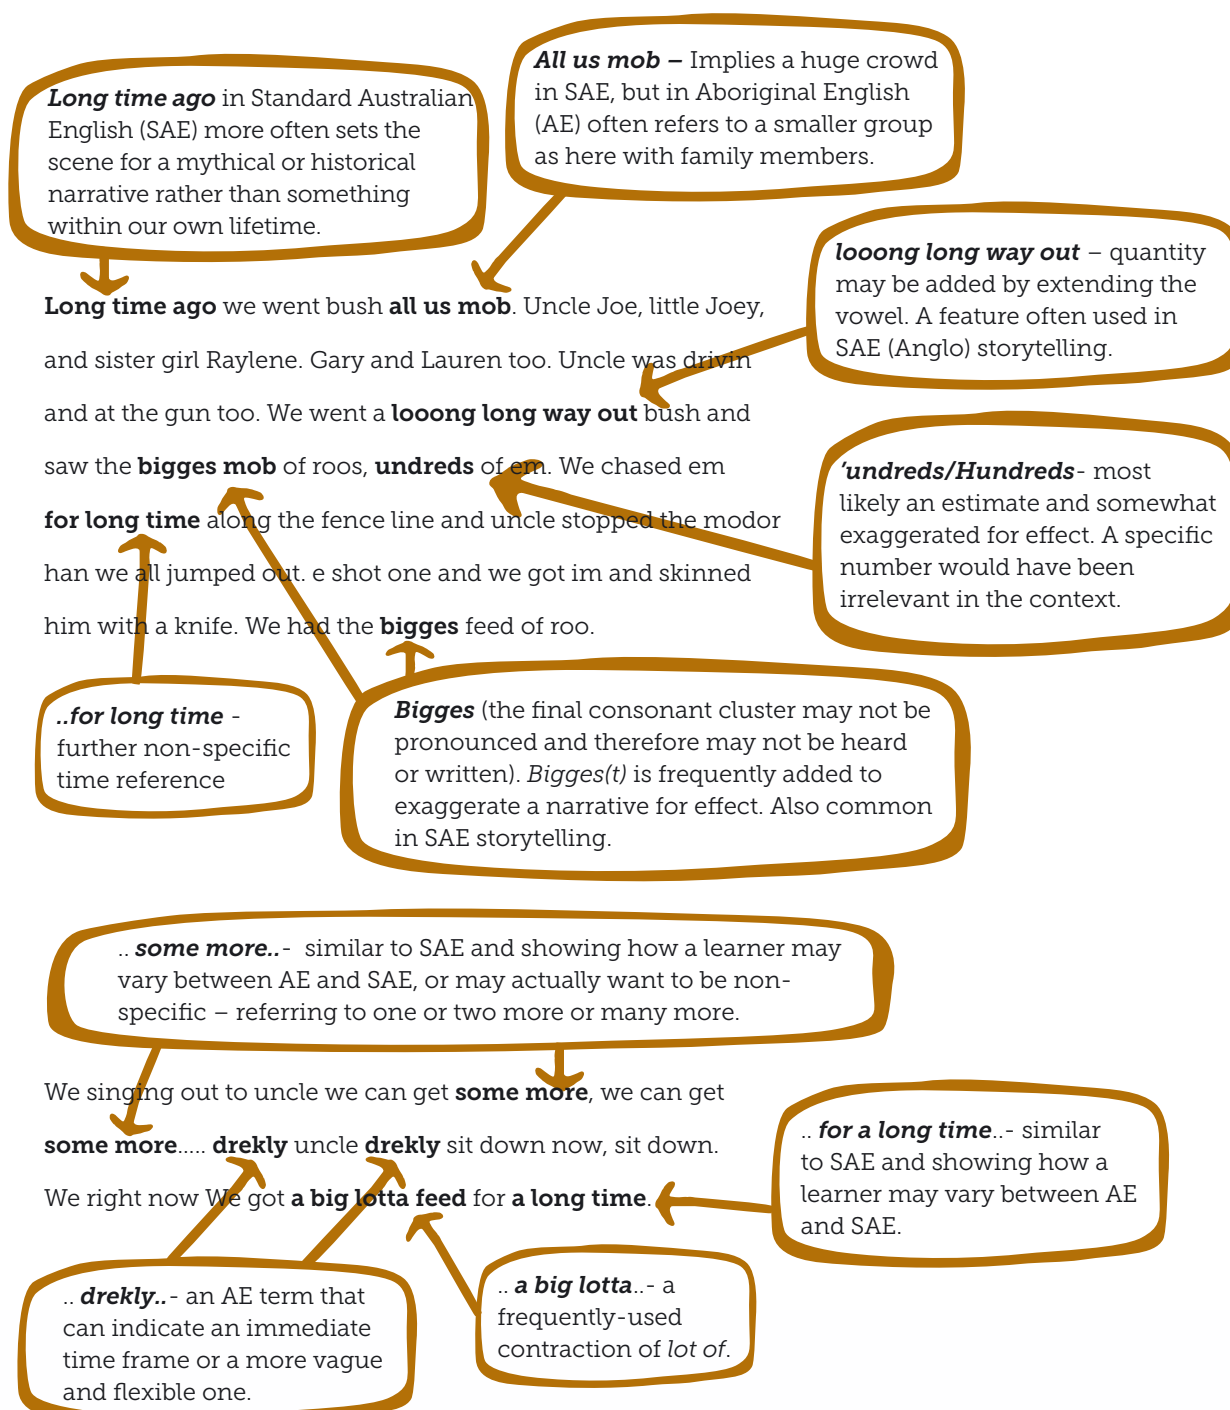 Long time ago in Standard Australian
English (SAE) more often sets the
scene for a mythical or historical
narrative rather than something
within our own lifetime.
All us mob – Implies a huge crowd
in SAE, but in Aboriginal English
(AE) often refers to a smaller group
as here with family members.
looong long way out – quantity
may be added by extending the
vowel. A feature often used in
SAE (Anglo) storytelling.
Long time ago we went bush all us mob. Uncle Joe, little Joey,
and sister girl Raylene. Gary and Lauren too. Uncle was drivin
and at the gun too. We went a looong long way out bush and
saw the bigges mob of roos, undreds of em. We chased em
for long time along the fence line and uncle stopped the modor
han we all jumped out. e shot one and we got im and skinned
him with a knife. We had the bigges feed of roo.
'undreds/Hundreds- most
likely an estimate and somewhat
exaggerated for effect. A specific
number would have been
irrelevant in the context.
..for long time -
further non-specific
time reference
Bigges (the final consonant cluster may not be
pronounced and therefore may not be heard
or written). Bigges(t) is frequently added to
exaggerate a narrative for effect. Also common
in SAE storytelling.
.. some more..- similar to SAE and showing how a learner may
vary between AE and SAE, or may actually want to be non-
specific – referring to one or two more or many more.
We singing out to uncle we can get some more, we can get
some more..... drekly uncle drekly sit down now, sit down.
We right now We got a big lotta feed for a long time.
.. for a long time..- similar
to SAE and showing how a
learner may vary between AE
and SAE.
.. drekly..- an AE term that
can indicate an immediate
time frame or a more vague
and flexible one.
.. a big lotta..- a
frequently-used
contraction of lot of.